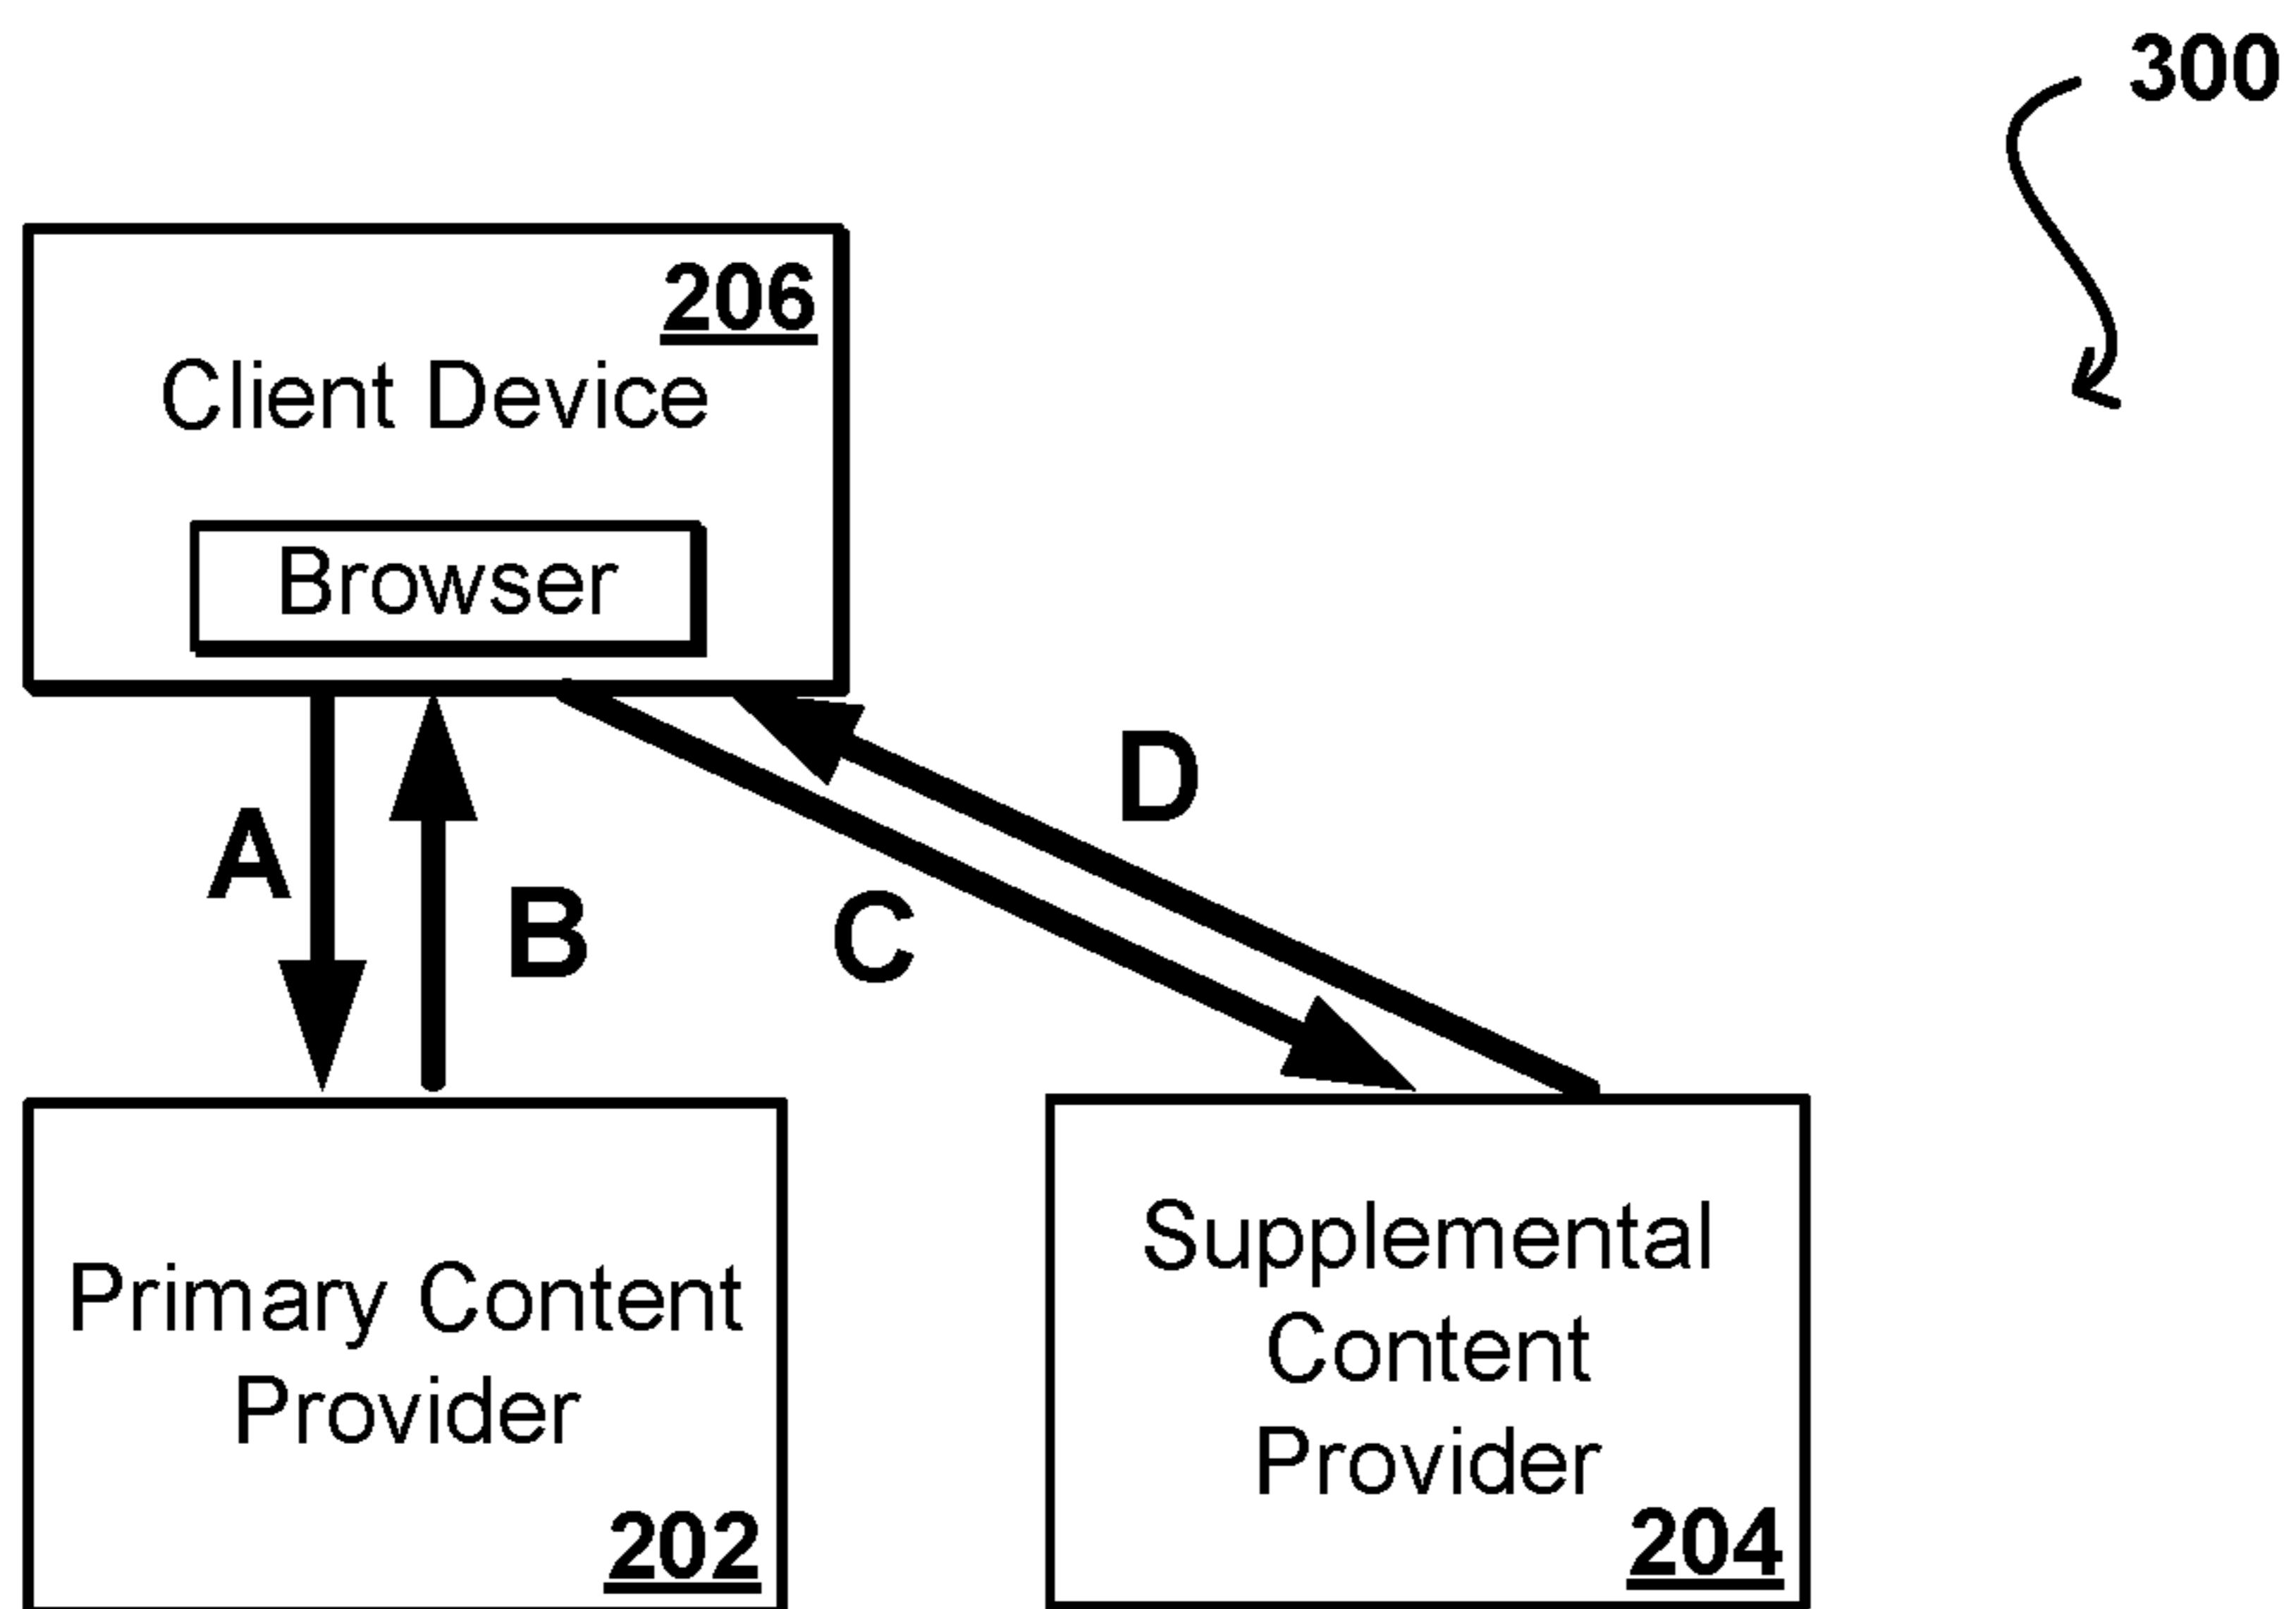 300
206
Client Device
Browser
A
B
C
D
Primary Content
Provider
202
Supplemental
Content
Provider
204